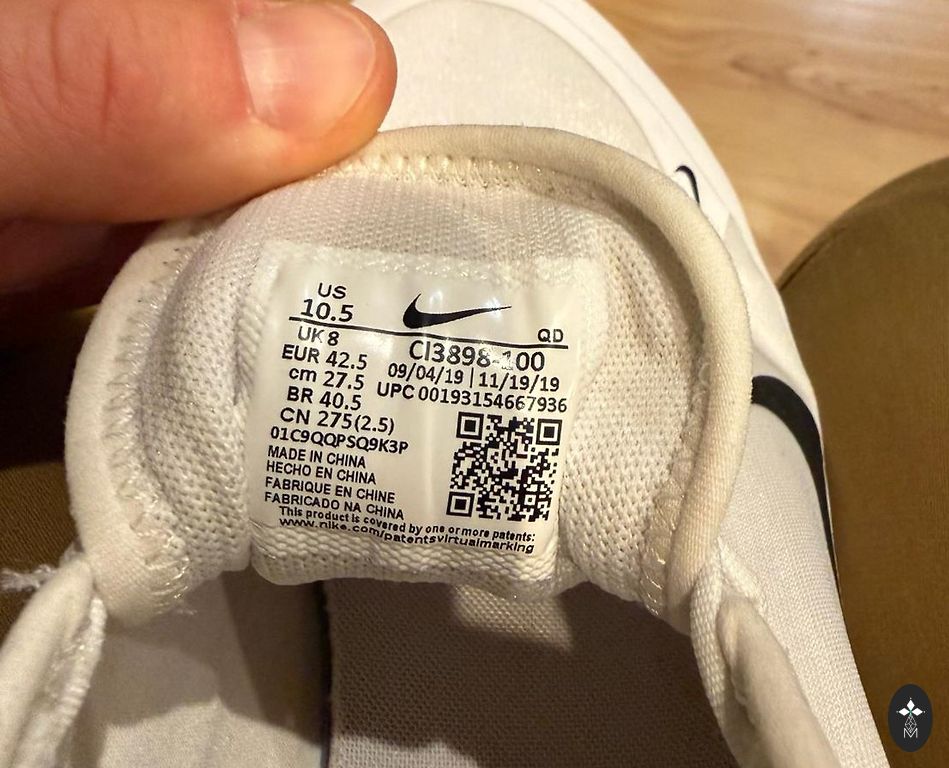 US
10.5
QD
UK 8
CI3898-100
EUR 42.5
09/04/19 | 11/19/19
cm 27.5
UPC 00193154667936
BR 40.5
CN 275(2.5)
01C9QQPSQ9K3P
MADE IN CHINA
HECHO EN CHINA
FABRIQUE EN CHINE
FABRICADO NA CHINA
This product is covered by one or more patents:
www.nike.com/patentsvirtualmarking